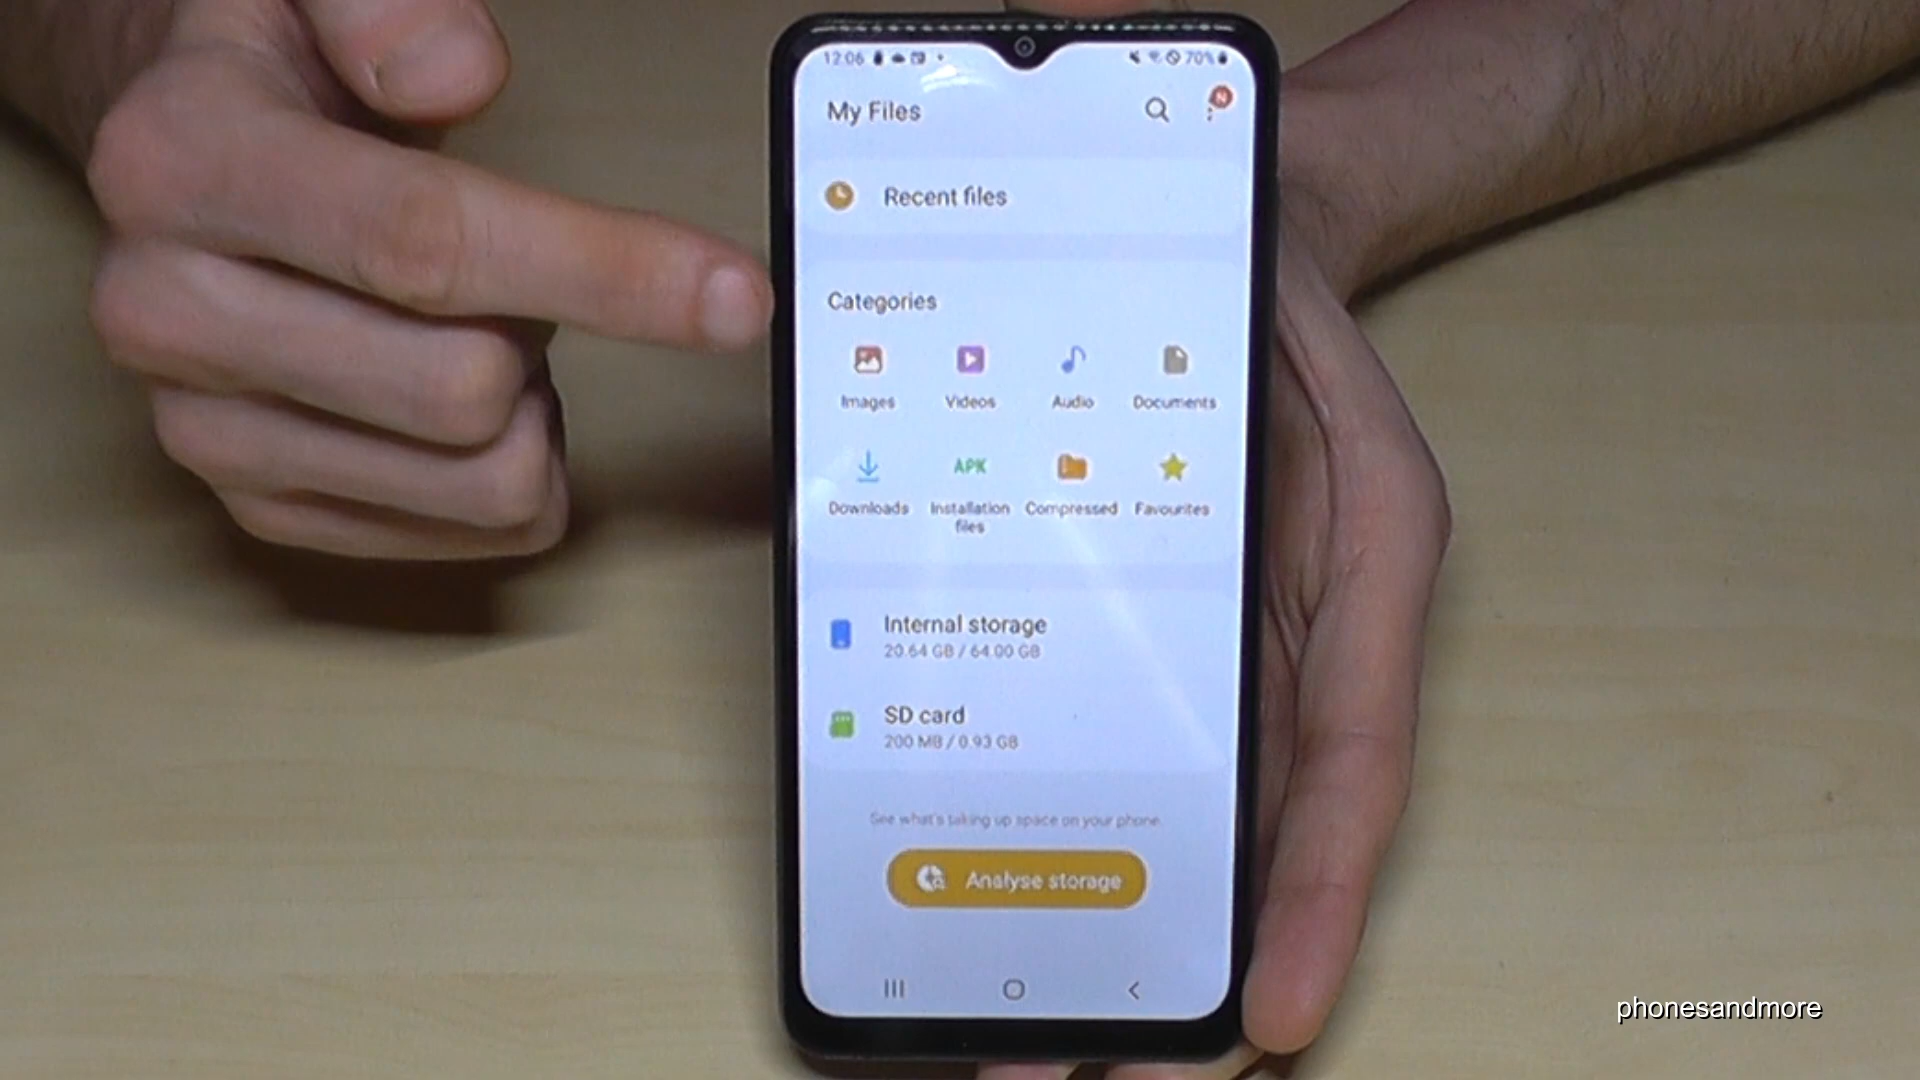 12:06
70%
My Files
N
Recent files
Categories
Images
Videos
Audio
Documents
APK
Downloads
Installation files
Compressed
Favourites
Internal storage
20.64 GB / 64.00 GB
SD card
200 MB / 0.93 GB
See what's taking up space on your phone.
Analyse storage
phonesandmore